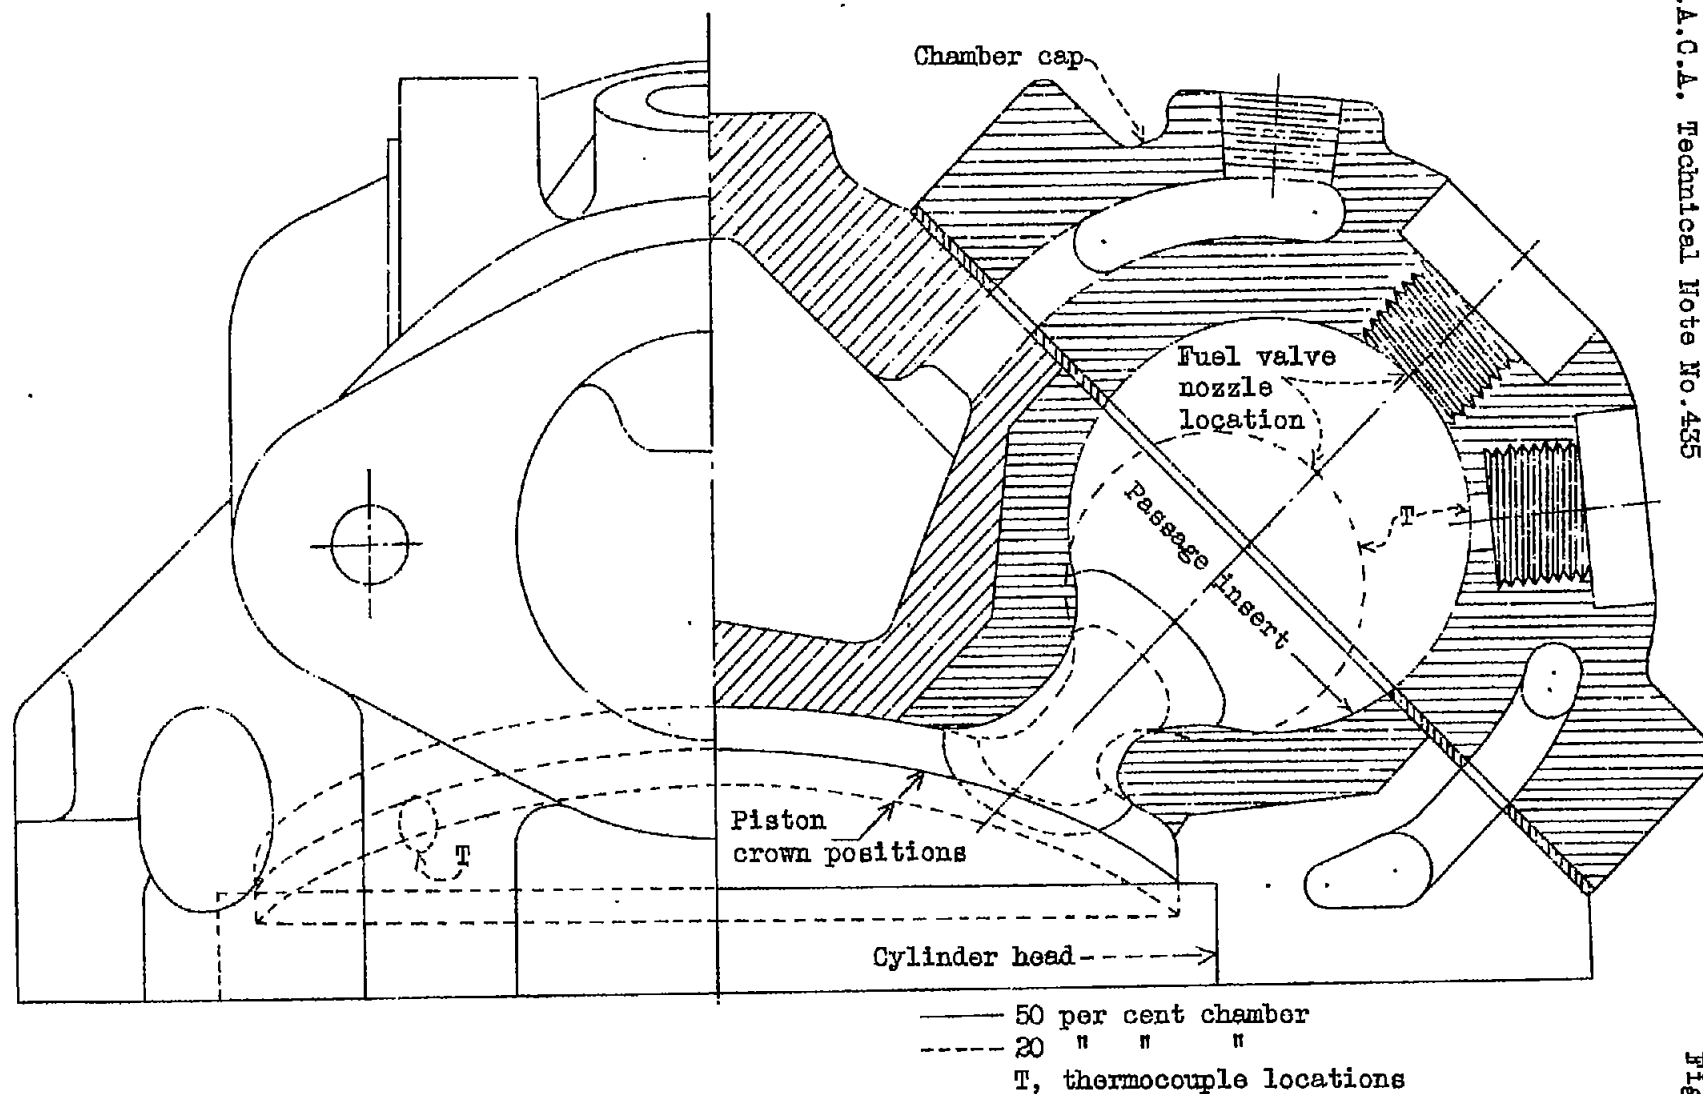 .A.C.A. Technical Note No.435
Chamber cap
Fuel valve
nozzle
location
T
Passage insert
Piston
crown positions
T
Cylinder head
50 per cent chamber
20 " " "
T, thermocouple locations
Fig